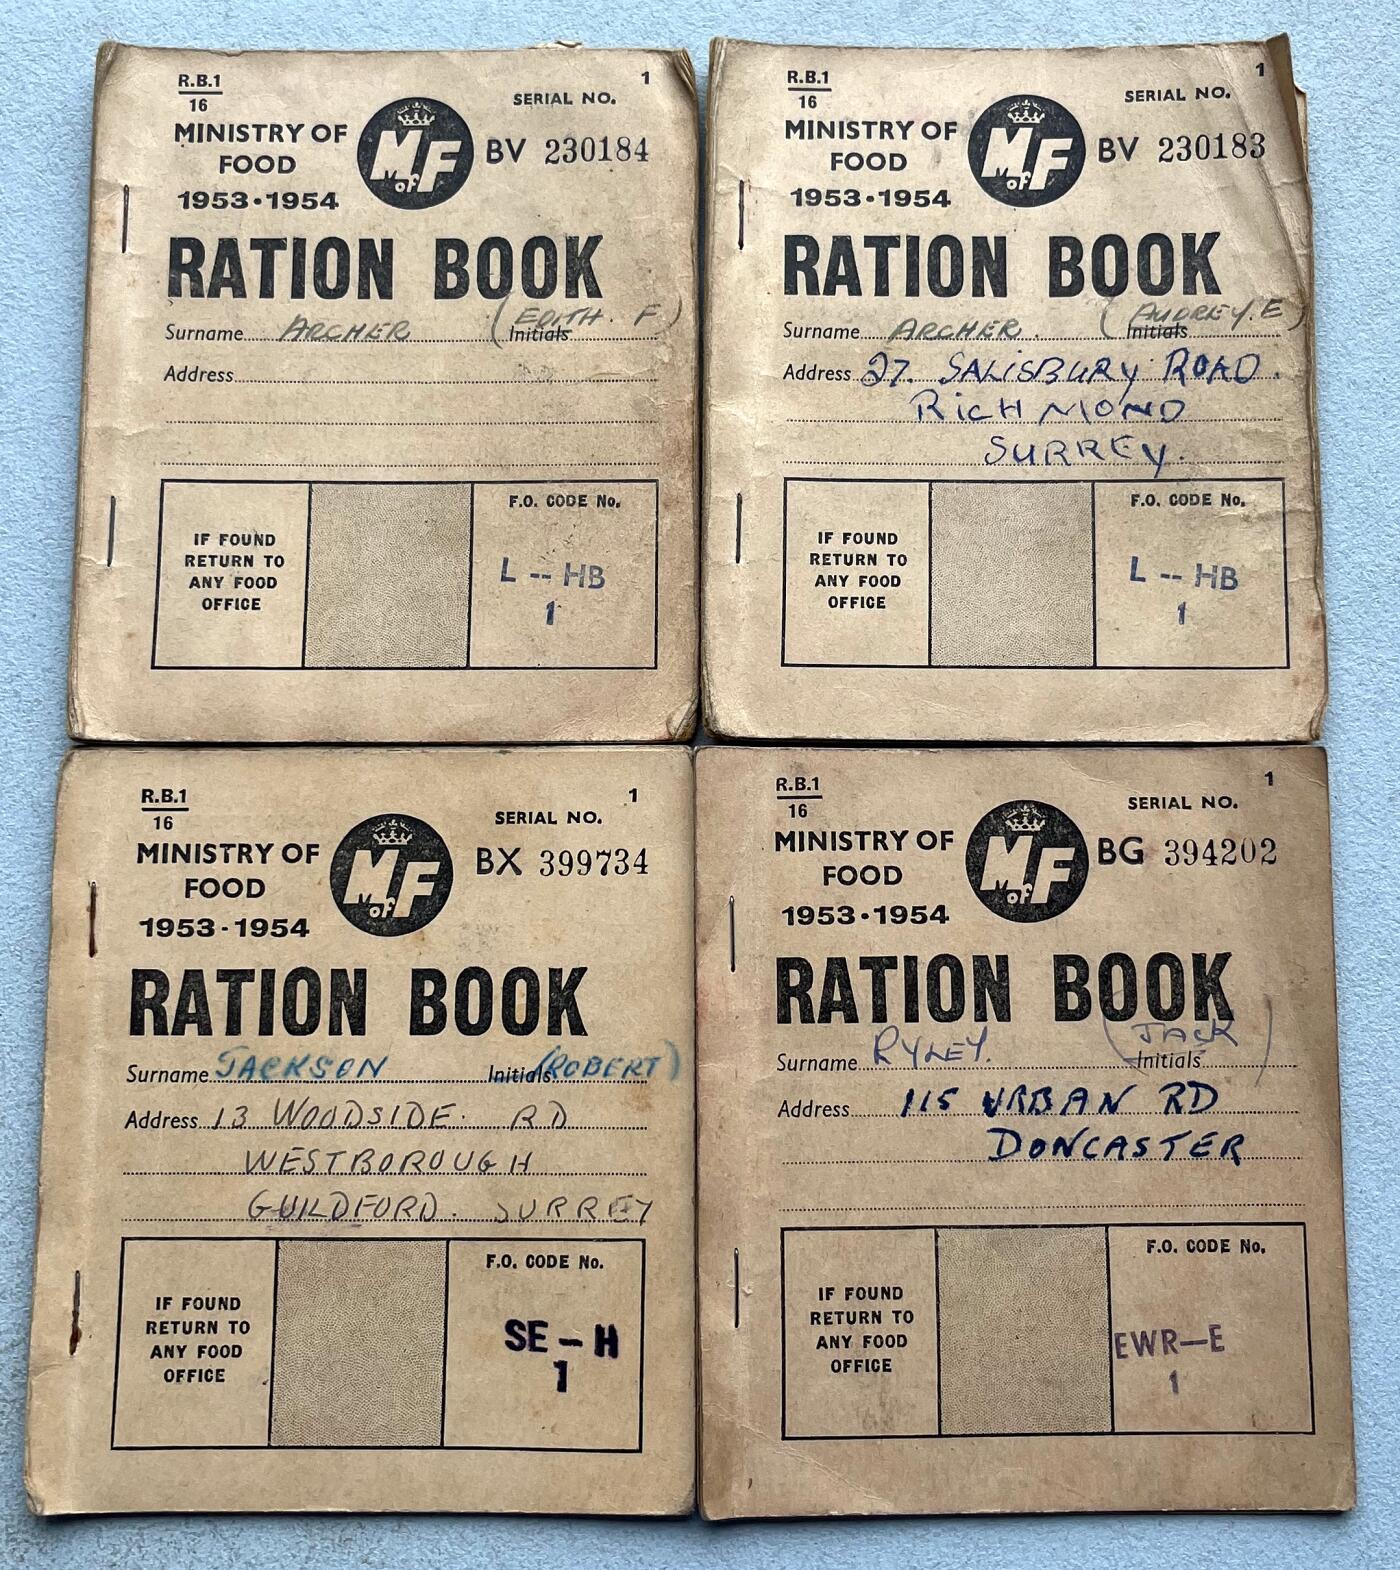 R.B.1
16
1
SERIAL NO.
MINISTRY OF
FOOD
1953·1954
M of F
BV 230184
RATION BOOK
Surname ARCHER (EDITH. F) Initials
Address
IF FOUND
RETURN TO
ANY FOOD
OFFICE
F.O. CODE No.
L -- HB
1
R.B.1
16
1
SERIAL NO.
MINISTRY OF
FOOD
1953·1954
M of F
BV 230183
RATION BOOK
Surname ARCHER. (AUDREY. E) Initials
Address 27. SALISBURY ROAD.
RICHMOND
SURREY.
IF FOUND
RETURN TO
ANY FOOD
OFFICE
F.O. CODE No.
L -- HB
1
R.B.1
16
1
SERIAL NO.
MINISTRY OF
FOOD
1953·1954
M of F
BX 399734
RATION BOOK
Surname JACKSON Initials (ROBERT)
Address 13 WOODSIDE. RD
WESTBOROUGH
GUILDFORD. SURREY
IF FOUND
RETURN TO
ANY FOOD
OFFICE
F.O. CODE No.
SE – H
1
R.B.1
16
1
SERIAL NO.
MINISTRY OF
FOOD
1953·1954
M of F
BG 394202
RATION BOOK
Surname RYLEY. (JACK) Initials
Address 115 URBAN RD
DONCASTER
IF FOUND
RETURN TO
ANY FOOD
OFFICE
F.O. CODE No.
EWR—E
1